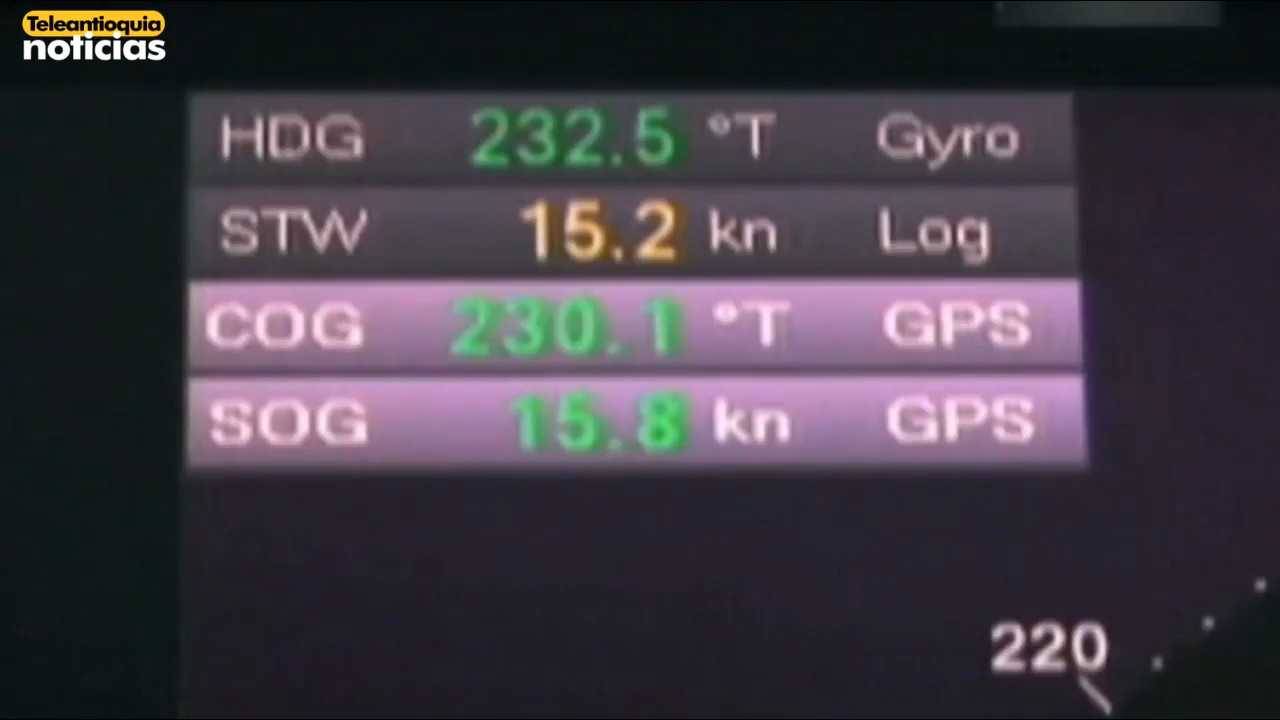 Teleantioquia
noticias
HDG 232.5 °T Gyro
STW 15.2 kn Log
COG 230.1 °T GPS
SOG 15.8 kn GPS
220